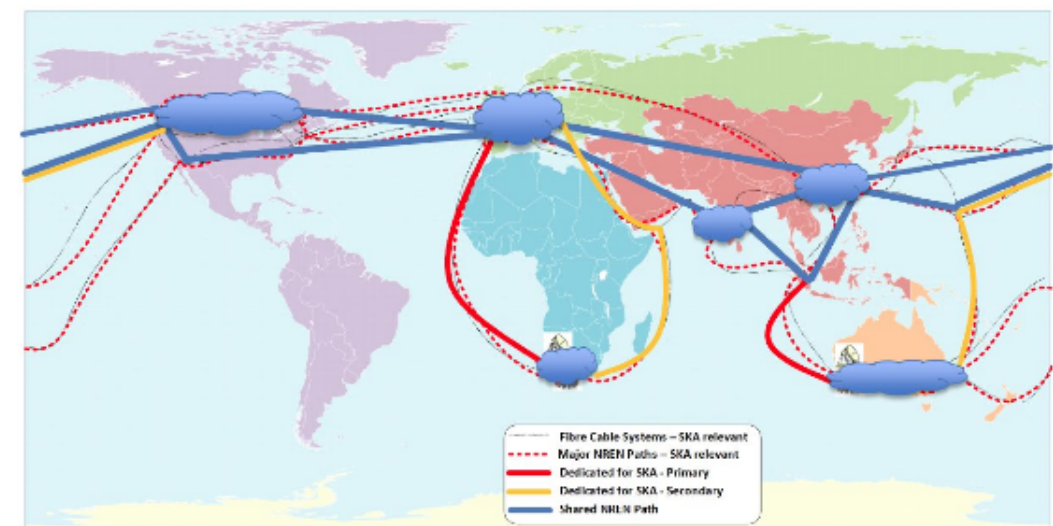 Fibre Cable Systems – SKA relevant
Major NREN Paths – SKA relevant
Dedicated for SKA - Primary
Dedicated for SKA - Secondary
Shared NREN Path